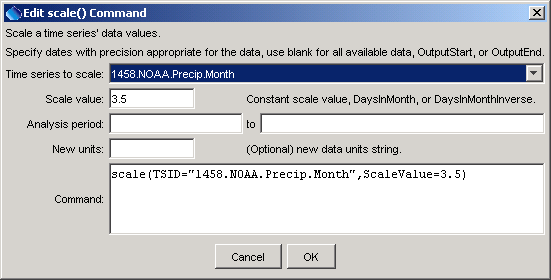 Edit scale() Command
Scale a time series' data values.
Specify dates with precision appropriate for the data, use blank for all available data, OutputStart, or OutputEnd.
Time series to scale: 1458.NOAA.Precip.Month
Scale value: 3.5 Constant scale value, DaysInMonth, or DaysInMonthInverse.
Analysis period: to
New units: (Optional) new data units string.
Command: scale(TSID="1458.NOAA.Precip.Month",ScaleValue=3.5)
Cancel OK